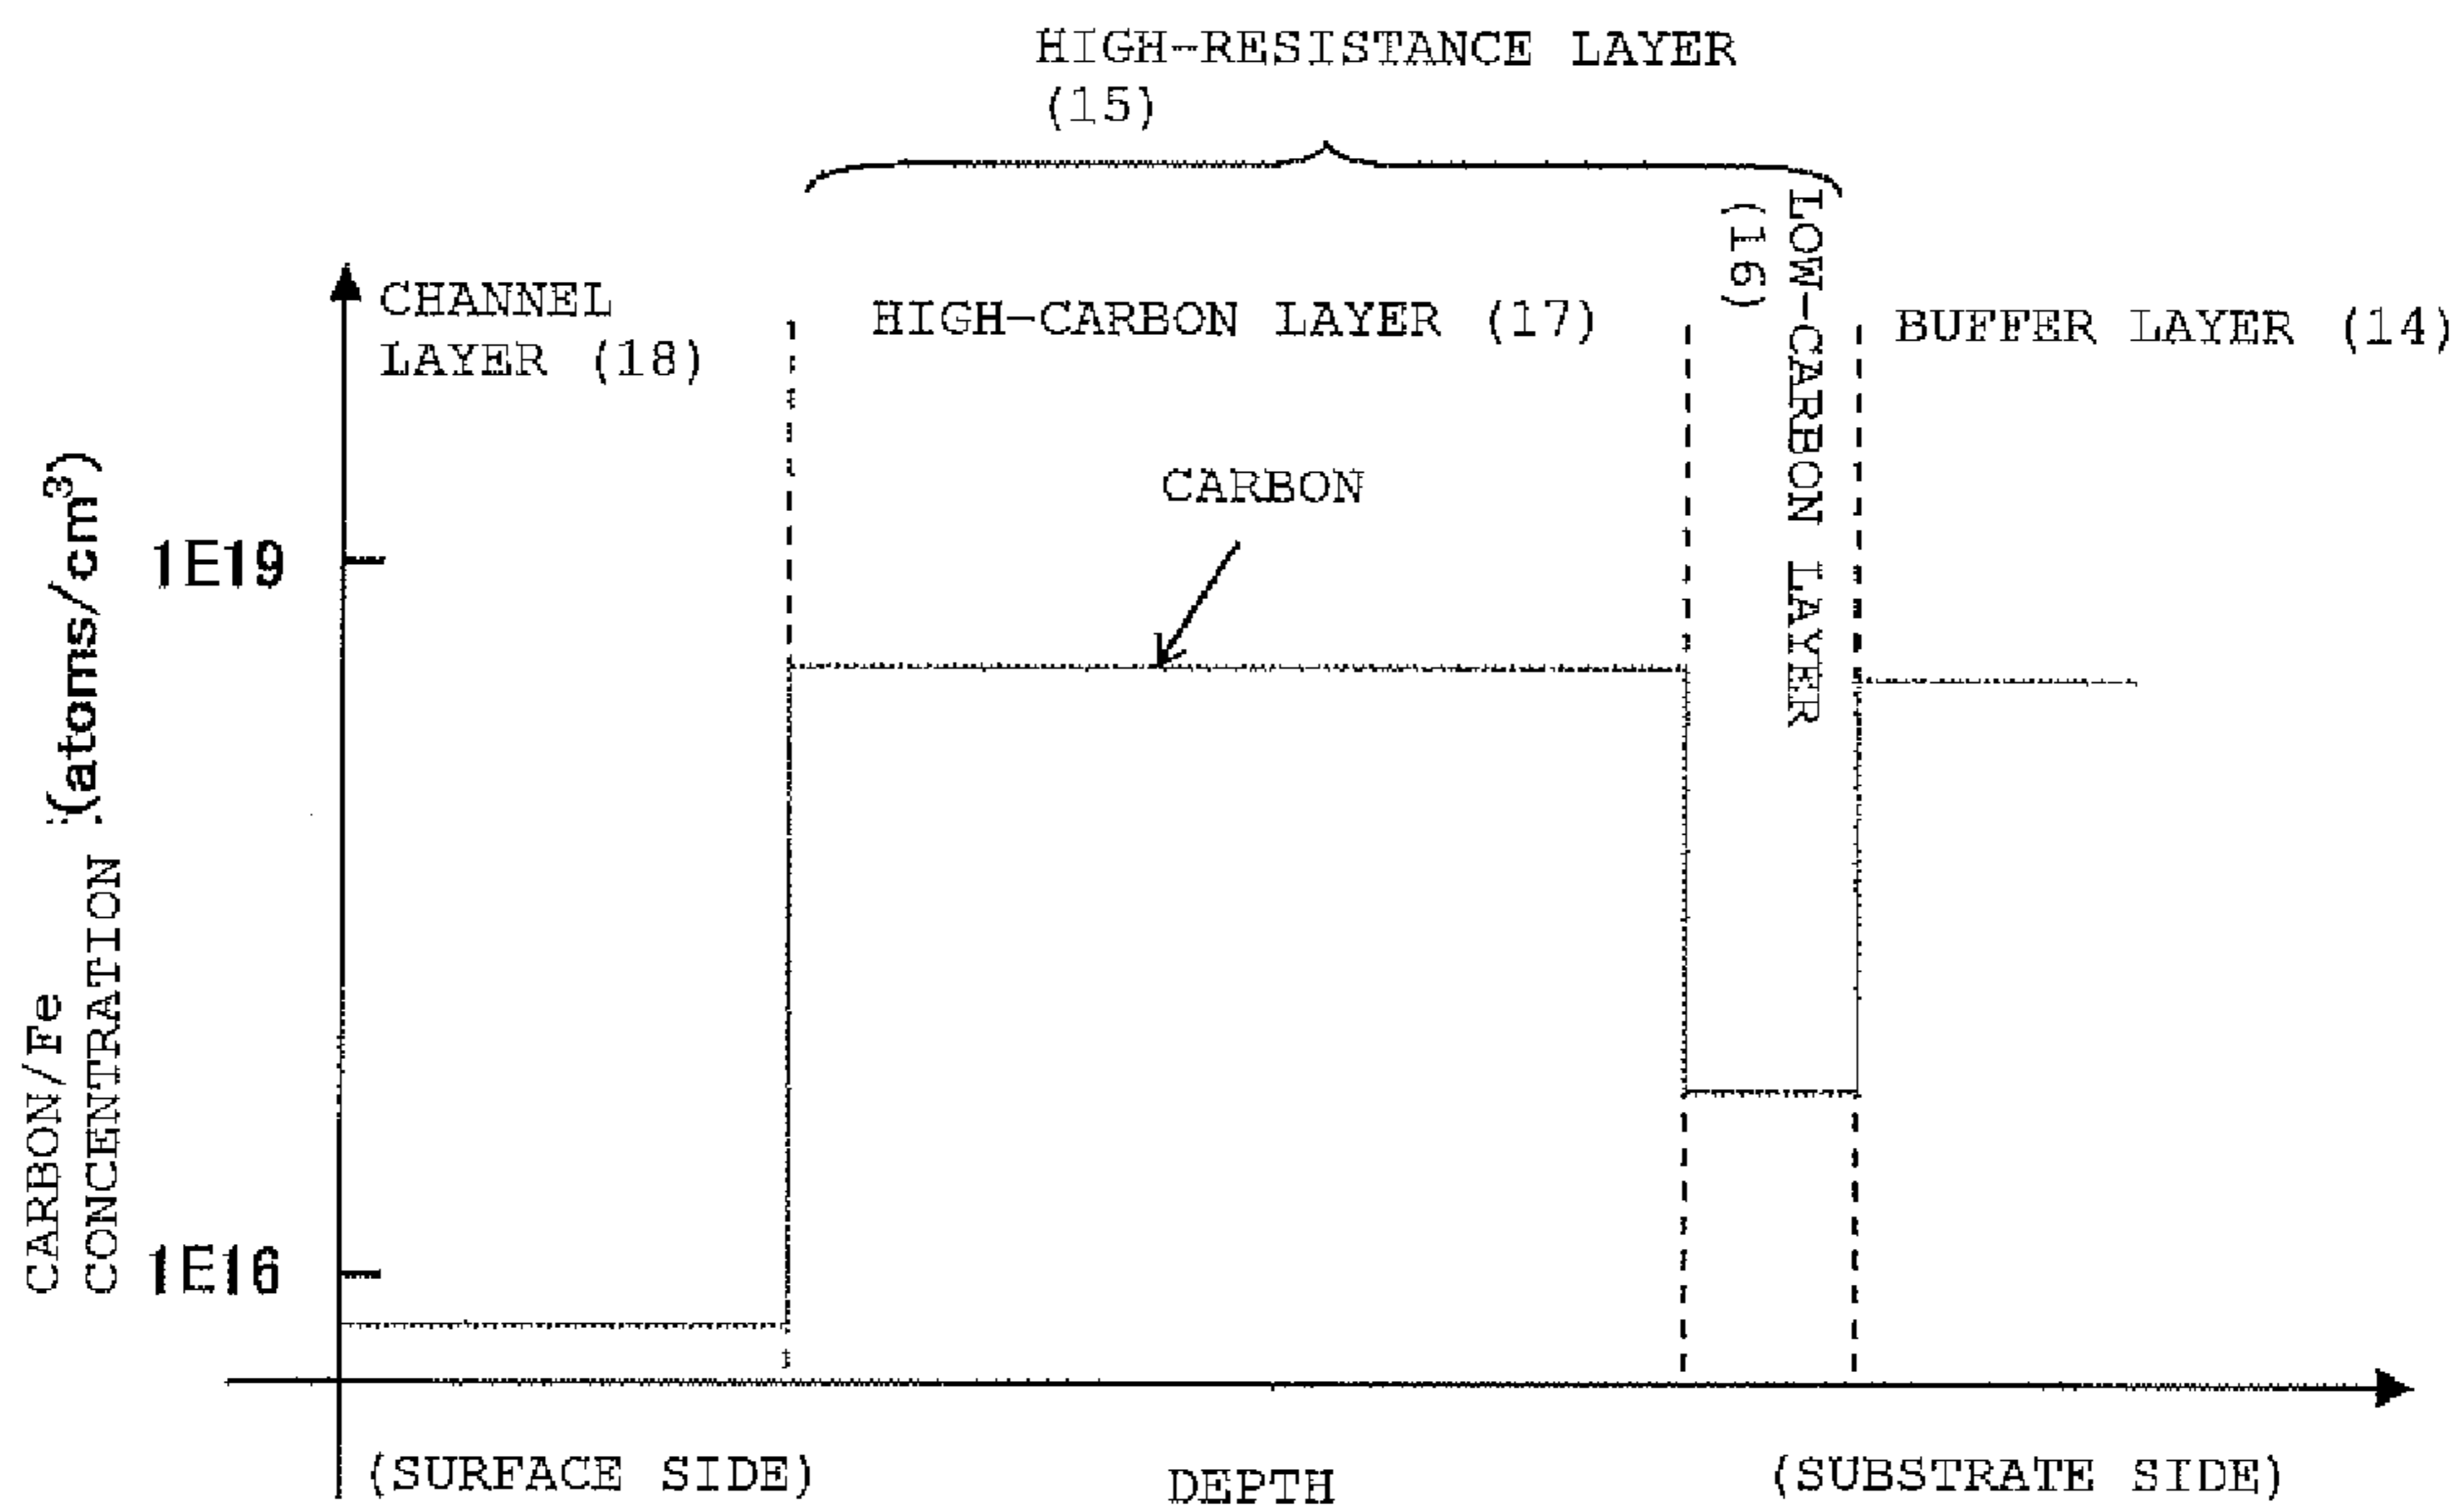 HIGH-RESISTANCE LAYER
(15)
CHANNEL
LAYER (18)
HIGH-CARBON LAYER (17)
LOW-CARBON LAYER
(16)
BUFFER LAYER (14)
CARBON
1E19
1E16
CARBON/Fe
CONCENTRATION (atoms/cm³)
(SURFACE SIDE)
DEPTH
(SUBSTRATE SIDE)